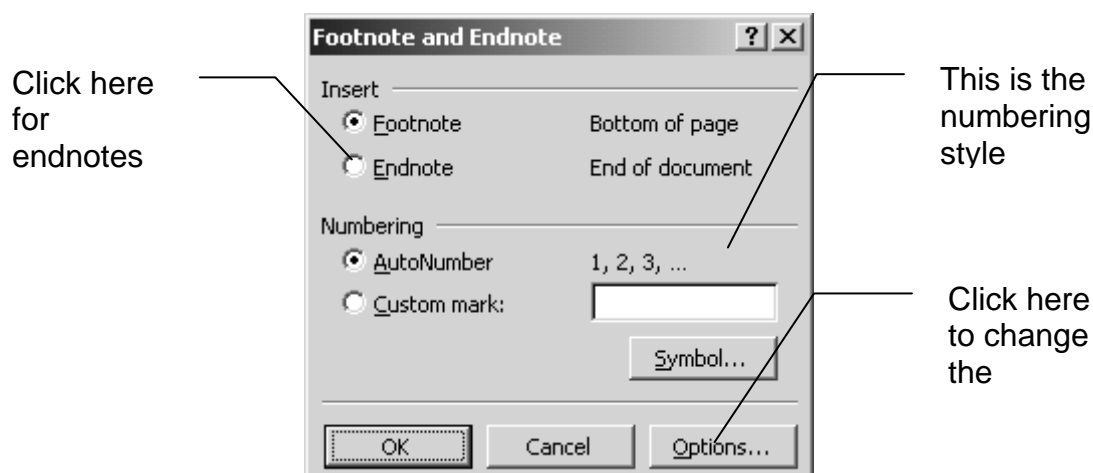 Footnote and Endnote
Click here
for
endnotes
Insert
Footnote Bottom of page
Endnote End of document
This is the
numbering
style
Numbering
AutoNumber 1, 2, 3, ...
Custom mark:
Symbol...
Click here
to change
the
OK Cancel Options...